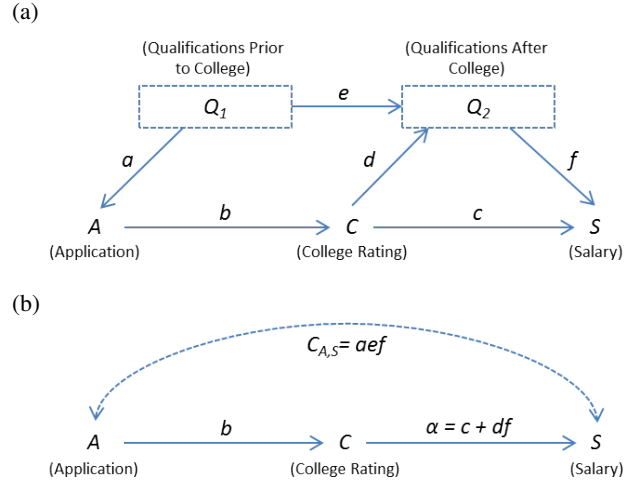 (a)
(Qualifications Prior
to College)
(Qualifications After
College)
Q1
e
Q2
a
d
f
A
b
C
c
S
(Application)
(College Rating)
(Salary)
(b)
C_A,S = aef
A
b
C
α = c + df
S
(Application)
(College Rating)
(Salary)